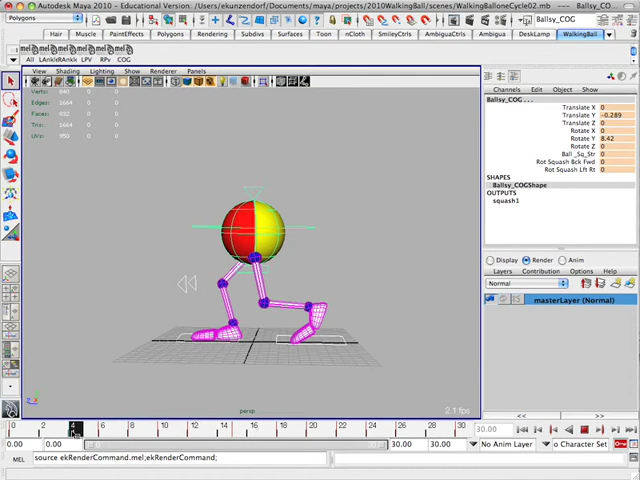 Autodesk Maya 2010 - Educational Version: /Users/ekunzendorf/Documents/maya/projects/2010WalkingBall/scenes/WalkingBalloneCycle02.mb
Ballsy_CO...
Polygons
Ballsy_COG
Hair Muscle PaintEffects Polygons Rendering Subdivs Toon nCloth SmileyCtrls AmbiguaCtrls Ambigua DeskLamp WalkingBall
All LPV RPv COG
View Shading Lighting Show Renderer Panels
Verts: 840 0 0
Edges: 1664 0 0
Faces: 832 0 0
Tris: 1664 0 0
UVs: 950 0 0
persp
2.1 fps
Channels Edit Object Show
Ballsy_COG . . .
Translate X 0
Translate Y -0.289
Translate Z 0
Rotate X 0
Rotate Y 8.42
Rotate Z 0
Ball _Sq_Str 0
Rot Squash Bck Fwd 0
Rot Squash Lft Rt 0
SHAPES
Ballsy_COGShape
OUTPUTS
squash1
Display Render Anim
Layers Contribution Options Help
Normal
masterLayer (Normal)
<< >>
0 2 4 6 8 10 12 14 16 18 20 22 24 26 28 30
30.00
0.00 0.00 30.00 30.00 No Anim Layer o Character Set
MEL source ekRenderCommand.mel;ekRenderCommand;